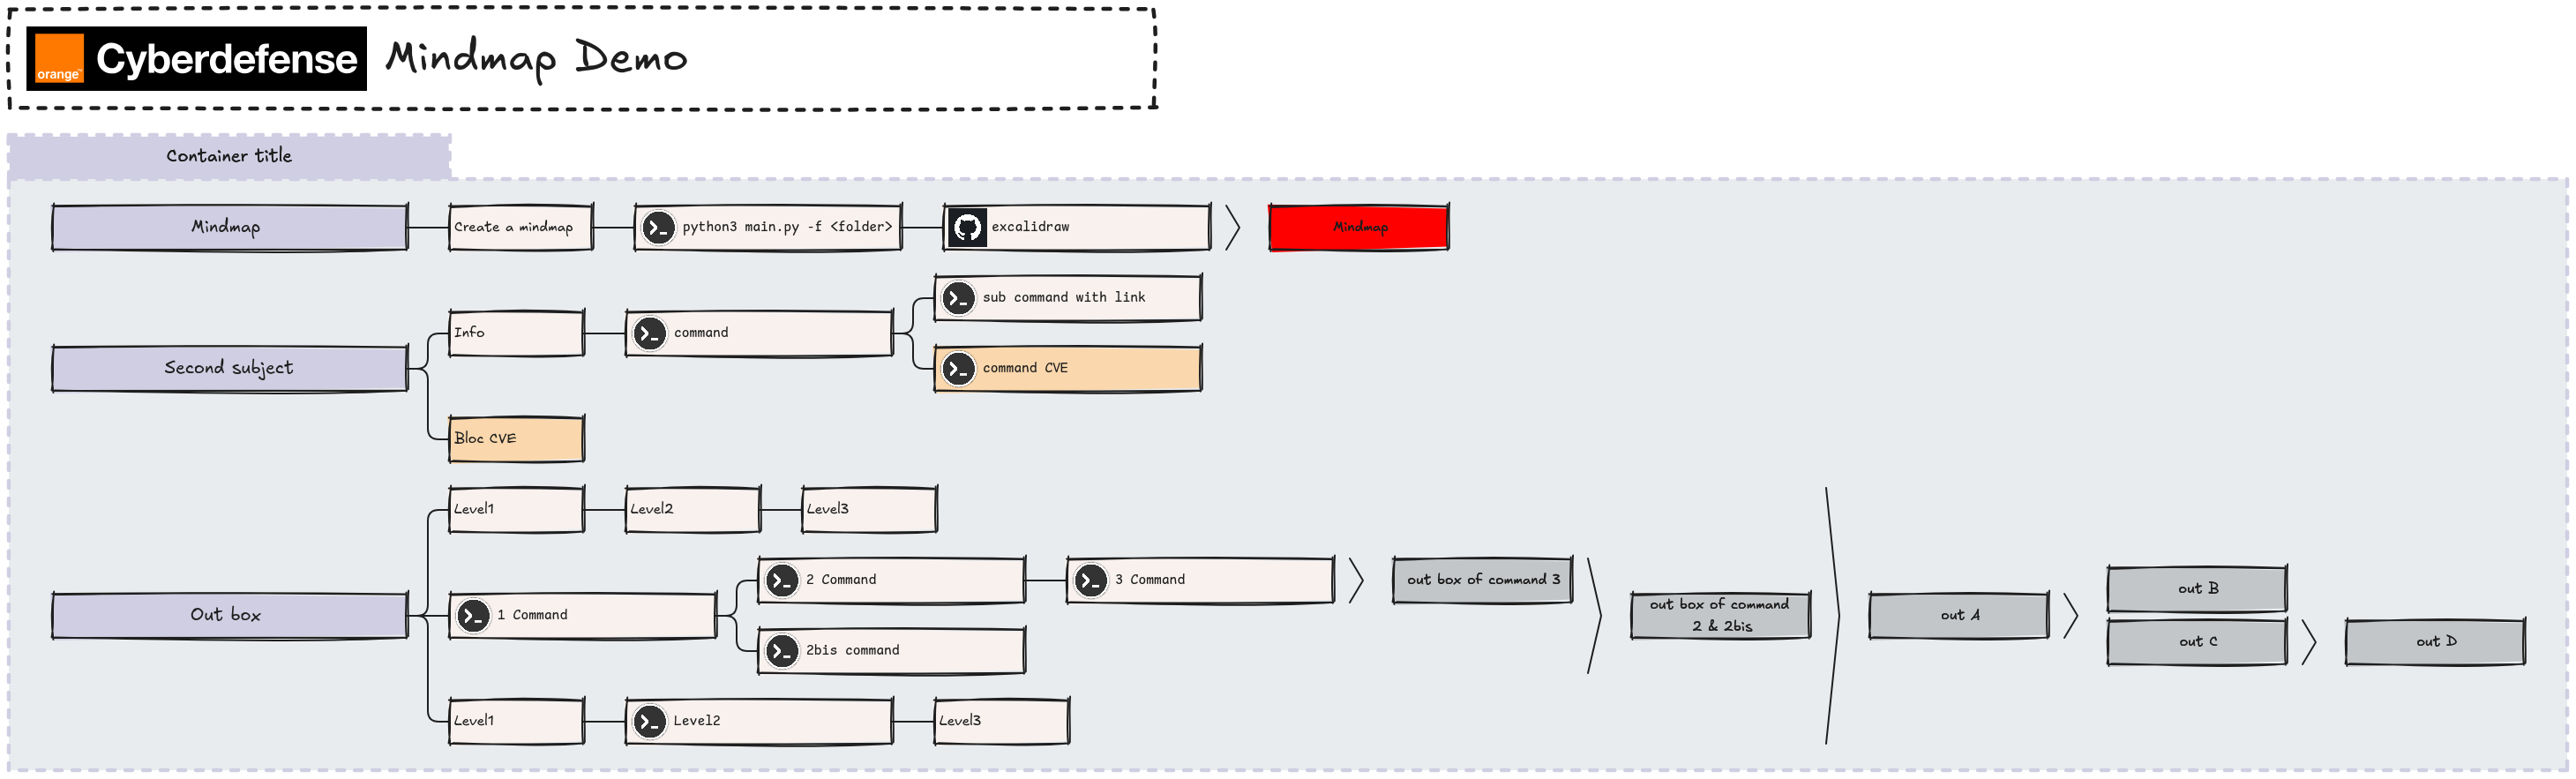 orange™
Cyberdefense
Mindmap Demo
Container title
Mindmap
Create a mindmap
python3 main.py -f <folder>
excalidraw
Mindmap
Second subject
Info
command
sub command with link
command CVE
Bloc CVE
Out box
Level1
Level2
Level3
1 Command
2 Command
3 Command
out box of command 3
2bis command
out box of command
2 & 2bis
out A
out B
out C
out D
Level1
Level2
Level3